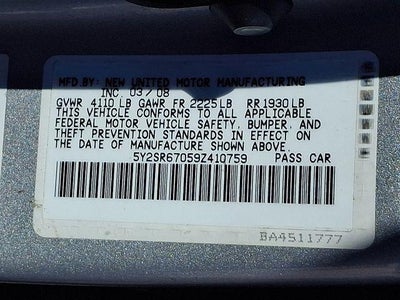 MFD.BY: NEW UNITED MOTOR MANUFACTURING
INC. 03/08
GVWR 4110 LB GAWR FR 2225 LB RR 1930 LB
THIS VEHICLE CONFORMS TO ALL APPLICABLE
FEDERAL MOTOR VEHICLE SAFETY, BUMPER, AND
THEFT PREVENTION STANDARDS IN EFFECT ON
THE DATE OF MANUFACTURE SHOWN ABOVE.
5Y2SR67059Z410759 PASS CAR
BA4511777